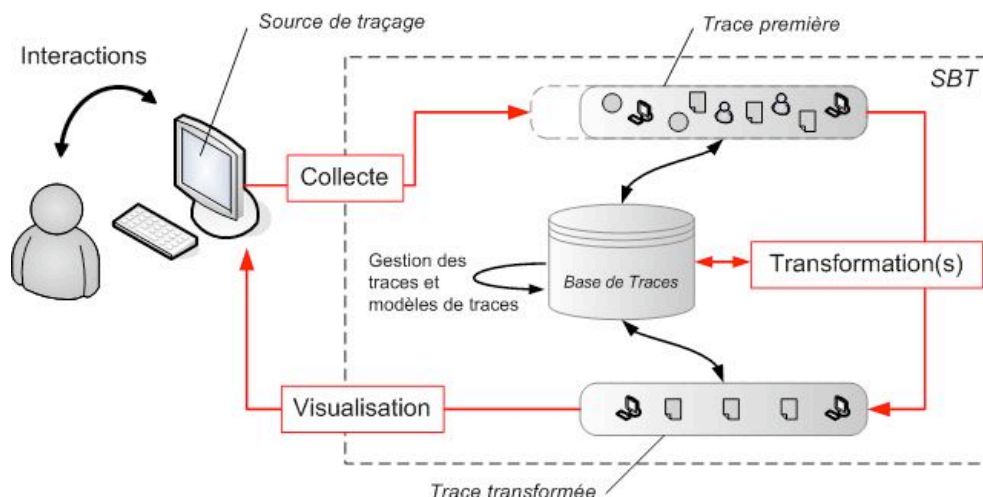 Source de traçage
Trace première
Interactions
SBT
Collecte
Gestion des
traces et
modèles de traces
Base de Traces
Transformation(s)
Visualisation
Trace transformée